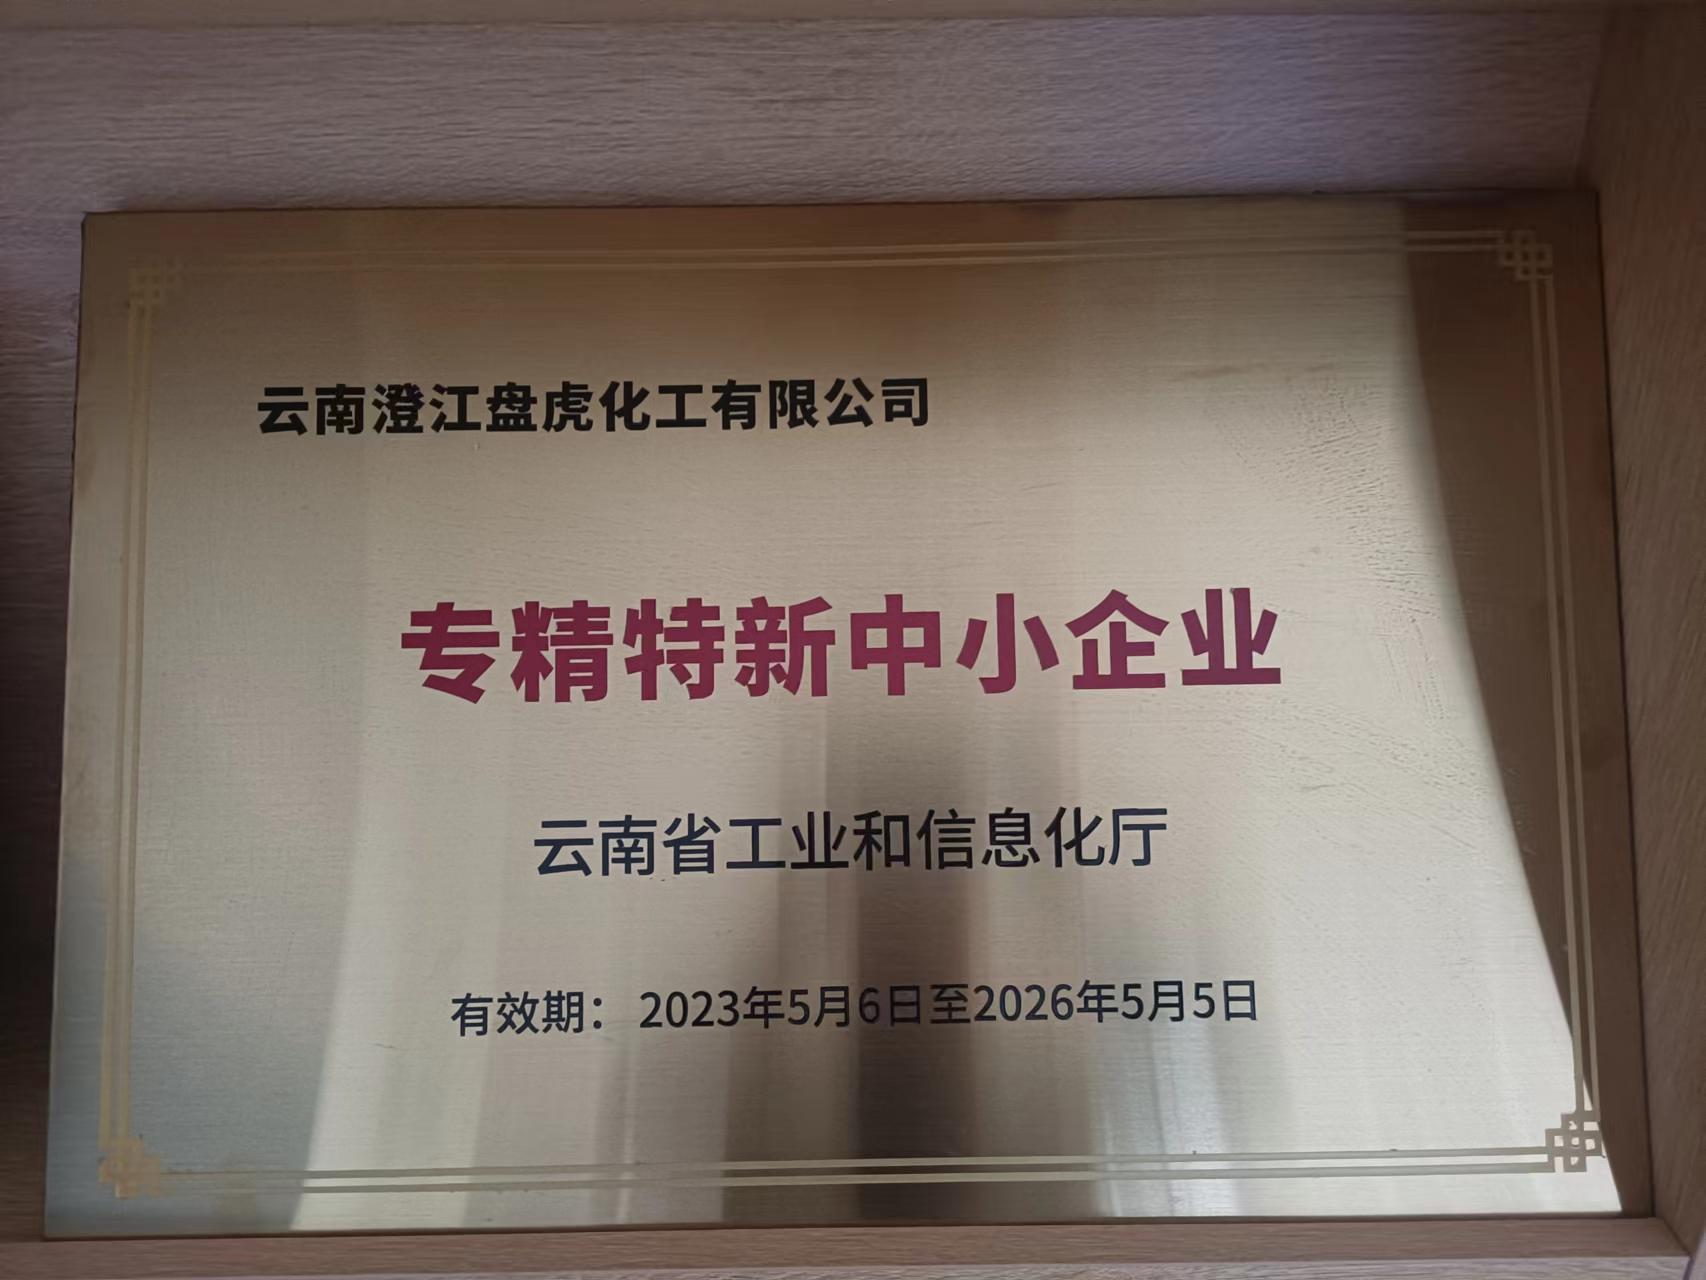 云南澄江盘虎化工有限公司
专精特新中小企业
云南省工业和信息化厅
有效期：2023年5月6日至2026年5月5日